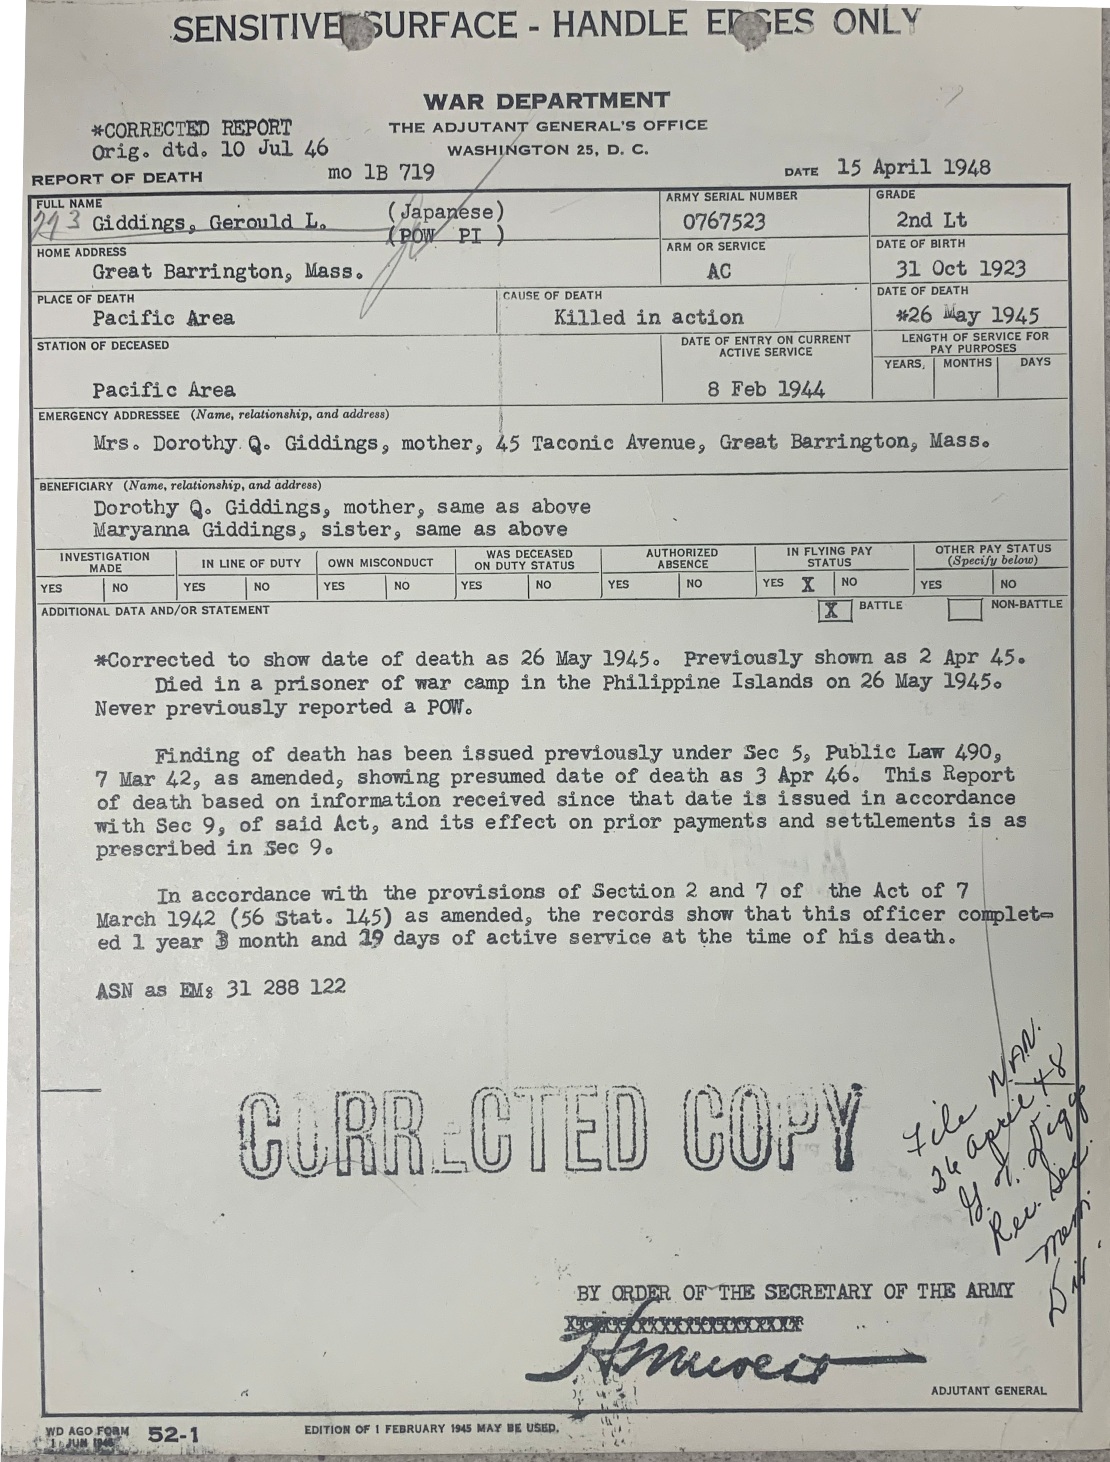 SENSITIVE SURFACE - HANDLE EDGES ONLY
WAR DEPARTMENT
*CORRECTED REPORT THE ADJUTANT GENERAL'S OFFICE
Orig. dtd. 10 Jul 46 WASHINGTON 25, D. C.
REPORT OF DEATH mo 1B 719 DATE 15 April 1948
FULL NAME ARMY SERIAL NUMBER GRADE
293 Giddings, Gerould L. (Japanese) 0767523 2nd Lt
(POW PI )
HOME ADDRESS ARM OR SERVICE DATE OF BIRTH
Great Barrington, Mass. AC 31 Oct 1923
PLACE OF DEATH CAUSE OF DEATH DATE OF DEATH
Pacific Area Killed in action *26 May 1945
STATION OF DECEASED DATE OF ENTRY ON CURRENT ACTIVE SERVICE LENGTH OF SERVICE FOR PAY PURPOSES
YEARS, MONTHS DAYS
Pacific Area 8 Feb 1944
EMERGENCY ADDRESSEE (Name, relationship, and address)
Mrs. Dorothy Q. Giddings, mother, 45 Taconic Avenue, Great Barrington, Mass.
BENEFICIARY (Name, relationship, and address)
Dorothy Q. Giddings, mother, same as above
Maryanna Giddings, sister, same as above
INVESTIGATION MADE IN LINE OF DUTY OWN MISCONDUCT WAS DECEASED ON DUTY STATUS AUTHORIZED ABSENCE IN FLYING PAY STATUS OTHER PAY STATUS (Specify below)
YES NO YES NO YES NO YES NO YES NO YES X NO YES NO
ADDITIONAL DATA AND/OR STATEMENT X BATTLE NON-BATTLE
*Corrected to show date of death as 26 May 1945. Previously shown as 2 Apr 45.
Died in a prisoner of war camp in the Philippine Islands on 26 May 1945.
Never previously reported a POW.
Finding of death has been issued previously under Sec 5, Public Law 490,
7 Mar 42, as amended, showing presumed date of death as 3 Apr 46. This Report
of death based on information received since that date is issued in accordance
with Sec 9, of said Act, and its effect on prior payments and settlements is as
prescribed in Sec 9.
In accordance with the provisions of Section 2 and 7 of the Act of 7
March 1942 (56 Stat. 145) as amended, the records show that this officer complet-
ed 1 year 3 month and 19 days of active service at the time of his death.
ASN as EM: 31 288 122
CORRECTED COPY
File N.A.N.
26 April 48
Rec. Sec.
Mem.
Div.
BY ORDER OF THE SECRETARY OF THE ARMY
ADJUTANT GENERAL
WD AGO FORM 52-1 EDITION OF 1 FEBRUARY 1945 MAY BE USED.
1 JUN 1945